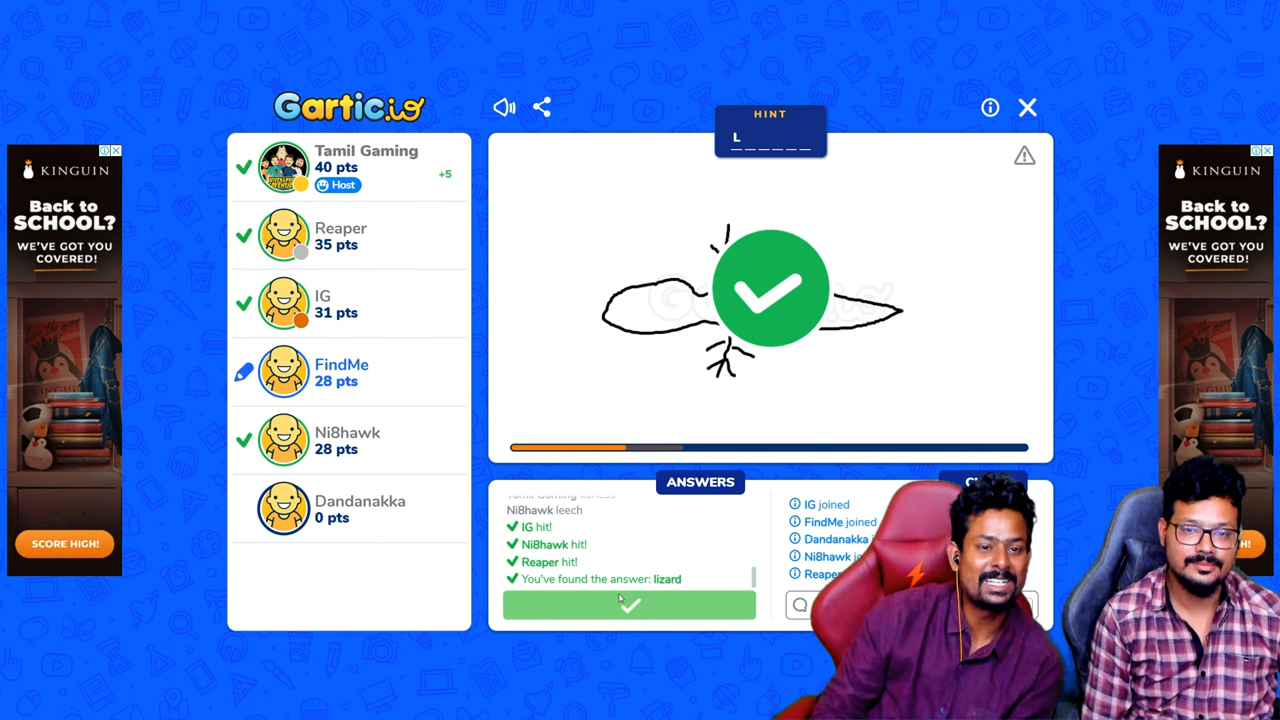 Gartic.io
HINT
L _ _ _ _ _
Tamil Gaming
40 pts
Host
+5
Reaper
35 pts
IG
31 pts
FindMe
28 pts
Ni8hawk
28 pts
Dandanakka
0 pts
ANSWERS
Tamil Gaming lioness
Ni8hawk leech
IG hit!
Ni8hawk hit!
Reaper hit!
You've found the answer: lizard
IG joined
FindMe joined
Dandanakka
Ni8hawk
Reaper
KINGUIN
Back to
SCHOOL?
WE'VE GOT YOU
COVERED!
SCORE HIGH!
KINGUIN
Back to
SCHOOL?
WE'VE GOT YOU
COVERED!
H!